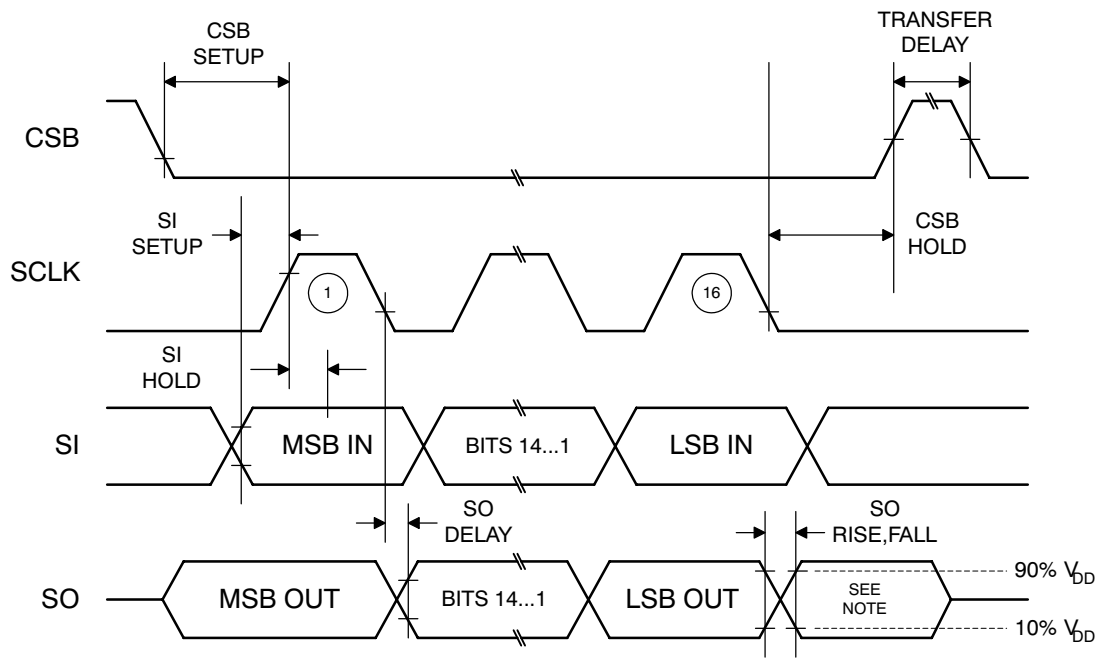 CSB
SETUP
TRANSFER
DELAY
CSB
SI
SETUP
CSB
HOLD
SCLK
1
16
SI
HOLD
SI
MSB IN
BITS 14...1
LSB IN
SO
DELAY
SO
RISE,FALL
SO
MSB OUT
BITS 14...1
LSB OUT
SEE
NOTE
90% VDD
10% VDD